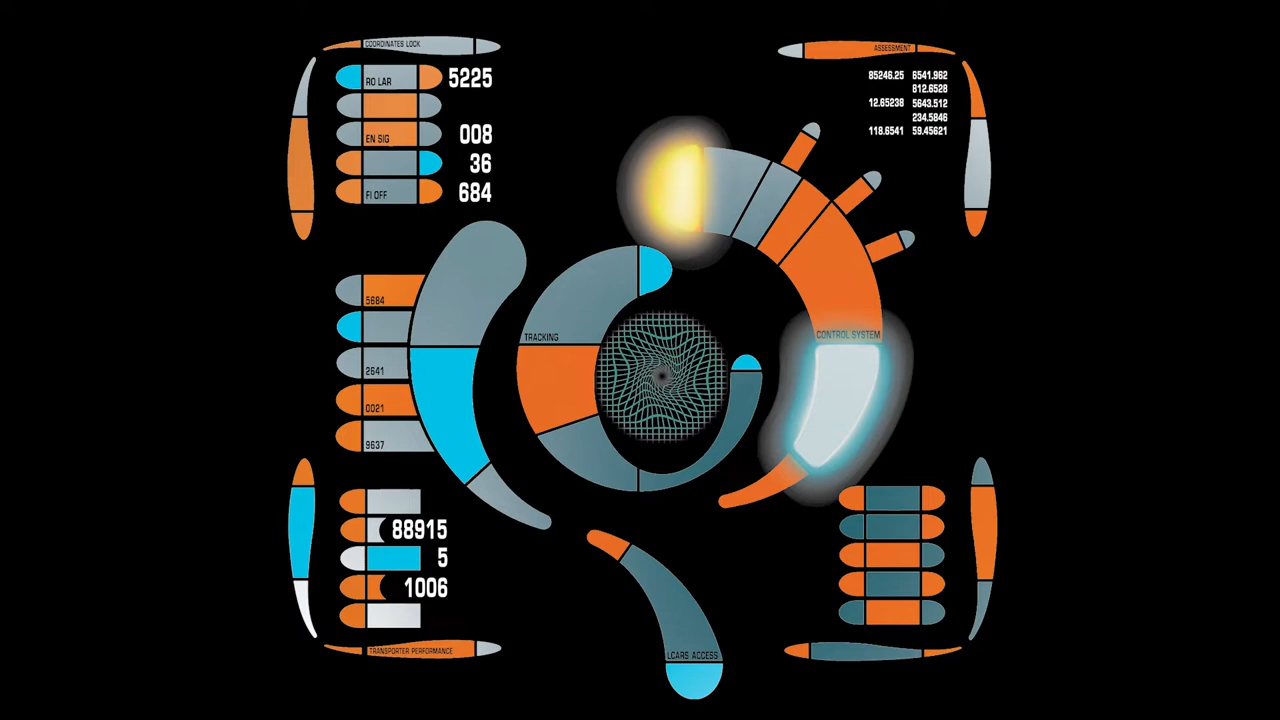 COORDINATES LOCK
RO LAR 5225
EN SIG 008
36
FI OFF 684
ASSESSMENT
85246.25 6541.962
812.6528
12.65238 5643.512
234.5846
118.6541 59.45621
5684
2641
0021
9637
TRACKING
CONTROL SYSTEM
88915
5
1006
TRANSPORTER PERFORMANCE
LCARS ACCESS